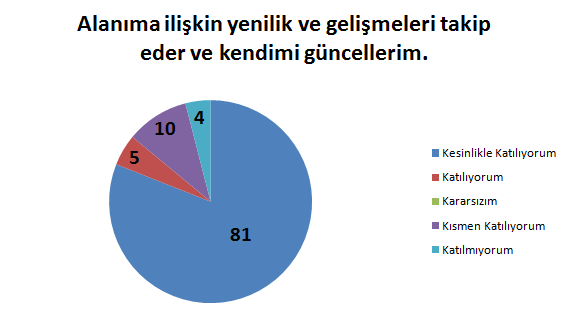 Alanıma ilişkin yenilik ve gelişmeleri takip
eder ve kendimi güncellerim.
4
10
5
81
Kesinlikle Katılıyorum
Katılıyorum
Kararsızım
Kısmen Katılıyorum
Katılmıyorum